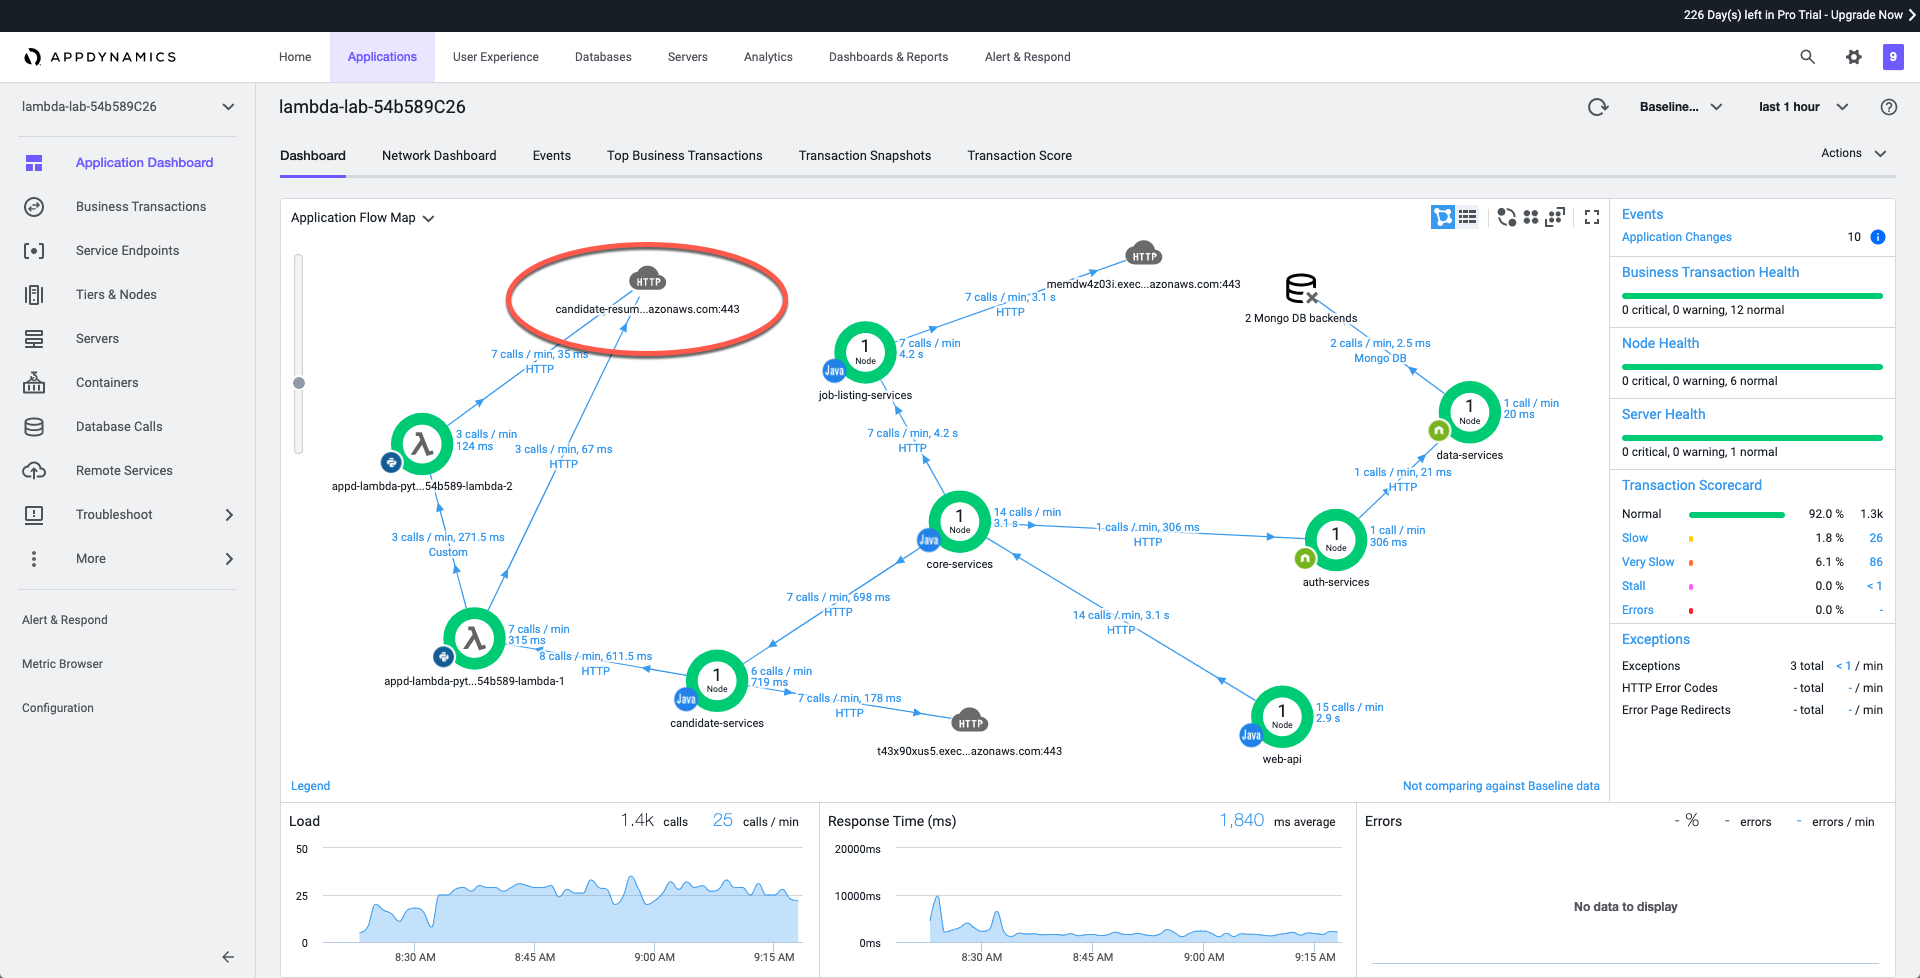 226 Day(s) left in Pro Trial - Upgrade Now
APPDYNAMICS
Home
Applications
User Experience
Databases
Servers
Analytics
Dashboards & Reports
Alert & Respond
9
lambda-lab-54b589C26
Application Dashboard
Business Transactions
Service Endpoints
Tiers & Nodes
Servers
Containers
Database Calls
Remote Services
Troubleshoot
More
Alert & Respond
Metric Browser
Configuration
lambda-lab-54b589C26
Baseline...
last 1 hour
Dashboard
Network Dashboard
Events
Top Business Transactions
Transaction Snapshots
Transaction Score
Actions
Application Flow Map
HTTP
candidate-resum...azonaws.com:443
7 calls / min, 35 ms
HTTP
3 calls / min
124 ms
appd-lambda-pyt...54b589-lambda-2
3 calls / min, 67 ms
HTTP
3 calls / min, 271.5 ms
Custom
7 calls / min
315 ms
appd-lambda-pyt...54b589-lambda-1
8 calls / min, 611.5 ms
HTTP
HTTP
memdw4z03i.exec...azonaws.com:443
7 calls / min, 3.1 s
HTTP
1
Node
Java
7 calls / min
4.2 s
job-listing-services
7 calls / min, 4.2 s
HTTP
2 Mongo DB backends
2 calls / min, 2.5 ms
Mongo DB
1
Node
1 call / min
20 ms
data-services
1 calls / min, 21 ms
HTTP
1
Node
Java
14 calls / min
3.1 s
core-services
1 calls / min, 306 ms
HTTP
1
Node
1 call / min
306 ms
auth-services
7 calls / min, 698 ms
HTTP
14 calls / min, 3.1 s
HTTP
1
Node
Java
6 calls / min
719 ms
candidate-services
7 calls / min, 178 ms
HTTP
HTTP
t43x90xus5.exec...azonaws.com:443
1
Node
Java
15 calls / min
2.9 s
web-api
Legend
Not comparing against Baseline data
Events
Application Changes
10
Business Transaction Health
0 critical, 0 warning, 12 normal
Node Health
0 critical, 0 warning, 6 normal
Server Health
0 critical, 0 warning, 1 normal
Transaction Scorecard
Normal 92.0 % 1.3k
Slow 1.8 % 26
Very Slow 6.1 % 86
Stall 0.0 % < 1
Errors 0.0 % -
Exceptions
Exceptions 3 total < 1 / min
HTTP Error Codes - total - / min
Error Page Redirects - total - / min
Load
1.4k calls 25 calls / min
50
25
0
8:30 AM 8:45 AM 9:00 AM 9:15 AM
Response Time (ms)
1,840 ms average
20000ms
10000ms
0ms
8:30 AM 8:45 AM 9:00 AM 9:15 AM
Errors
- % - errors - errors / min
No data to display